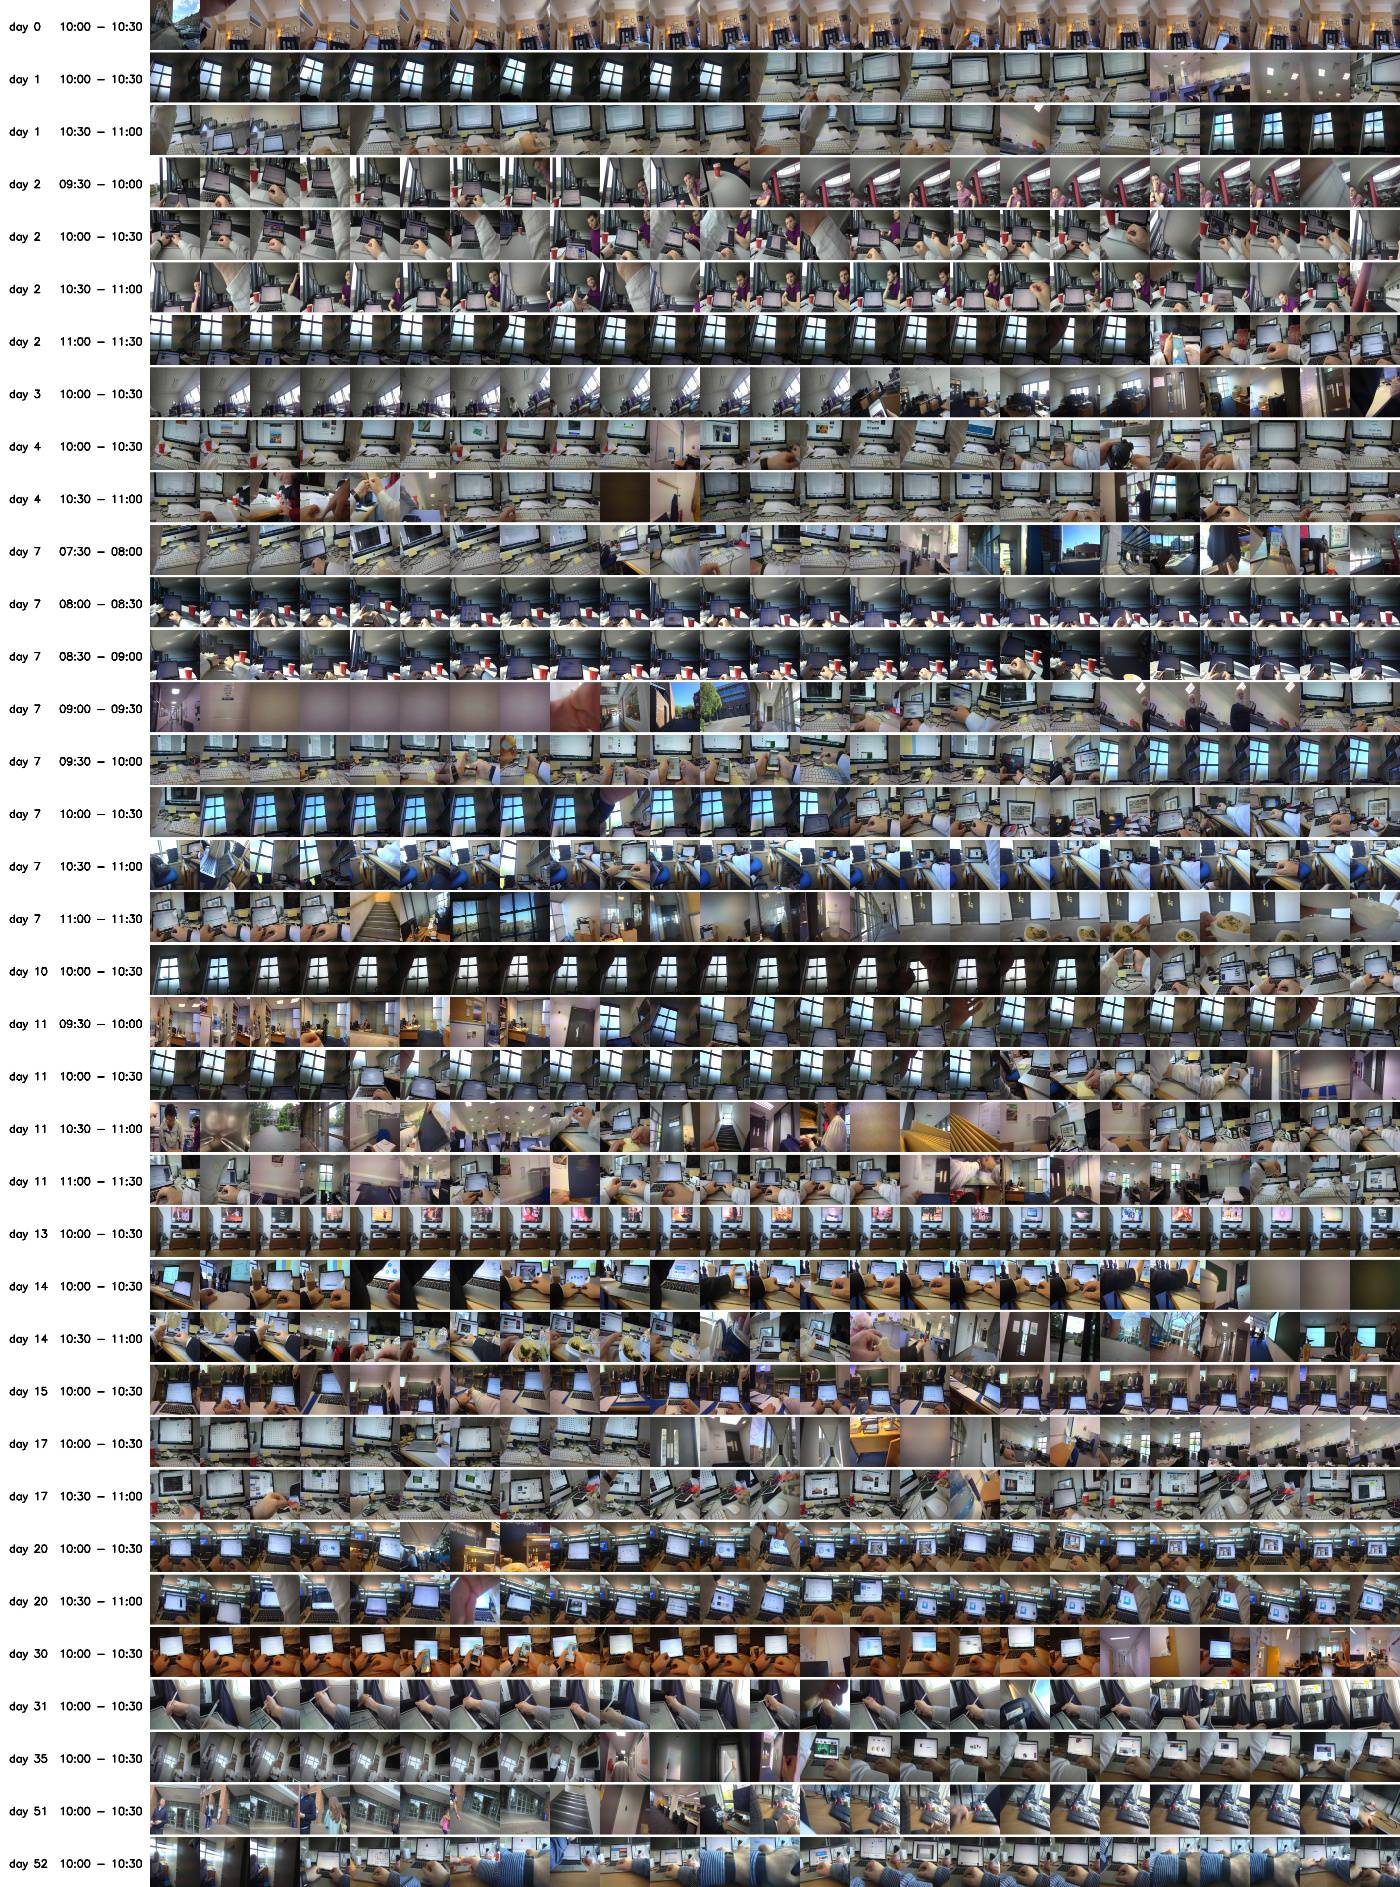 day 0 10:00 – 10:30
day 1 10:00 – 10:30
day 1 10:30 – 11:00
day 2 09:30 – 10:00
day 2 10:00 – 10:30
day 2 10:30 – 11:00
day 2 11:00 – 11:30
day 3 10:00 – 10:30
day 4 10:00 – 10:30
day 4 10:30 – 11:00
day 7 07:30 – 08:00
day 7 08:00 – 08:30
day 7 08:30 – 09:00
day 7 09:00 – 09:30
day 7 09:30 – 10:00
day 7 10:00 – 10:30
day 7 10:30 – 11:00
day 7 11:00 – 11:30
day 10 10:00 – 10:30
day 11 09:30 – 10:00
day 11 10:00 – 10:30
day 11 10:30 – 11:00
day 11 11:00 – 11:30
day 13 10:00 – 10:30
day 14 10:00 – 10:30
day 14 10:30 – 11:00
day 15 10:00 – 10:30
day 17 10:00 – 10:30
day 17 10:30 – 11:00
day 20 10:00 – 10:30
day 20 10:30 – 11:00
day 30 10:00 – 10:30
day 31 10:00 – 10:30
day 35 10:00 – 10:30
day 51 10:00 – 10:30
day 52 10:00 – 10:30